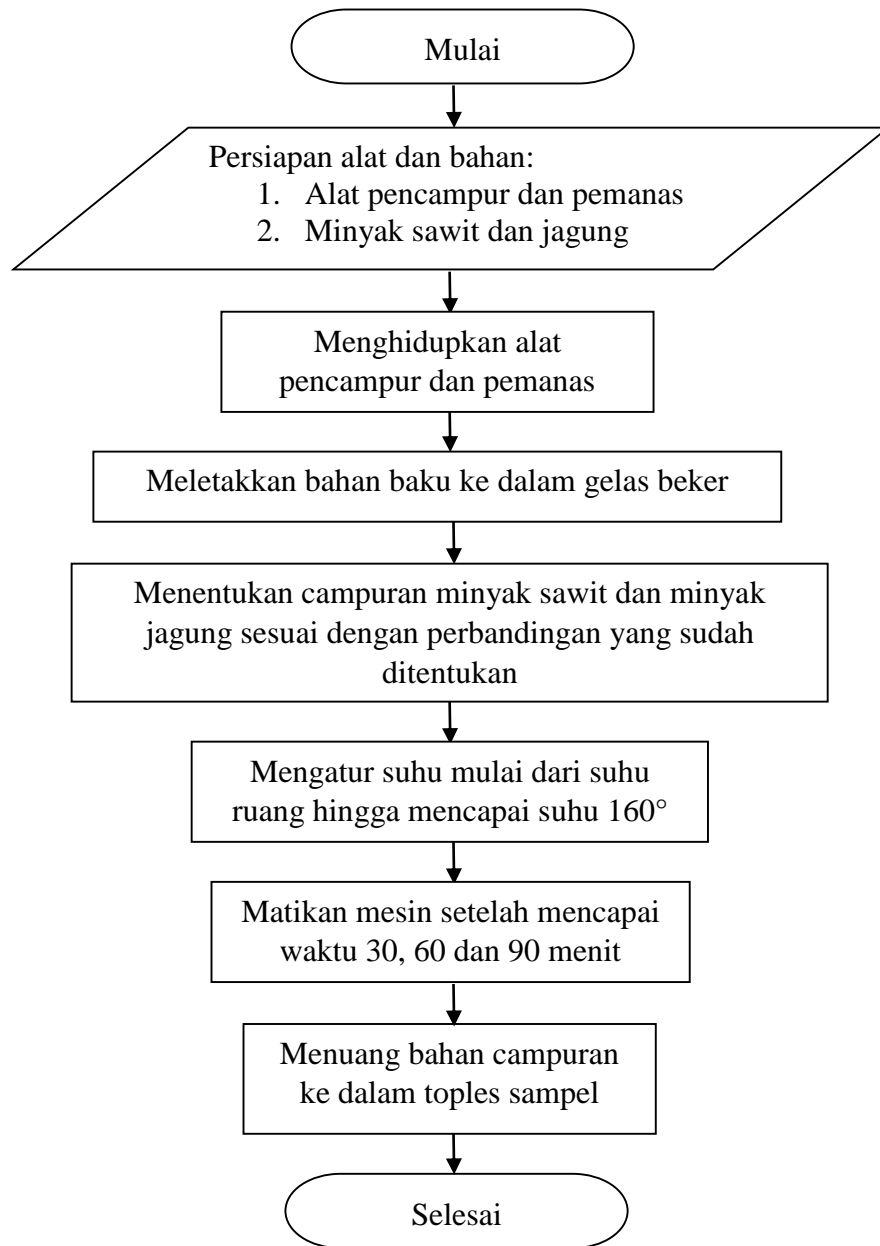 Mulai
Persiapan alat dan bahan:
1. Alat pencampur dan pemanas
2. Minyak sawit dan jagung
Menghidupkan alat
pencampur dan pemanas
Meletakkan bahan baku ke dalam gelas beker
Menentukan campuran minyak sawit dan minyak
jagung sesuai dengan perbandingan yang sudah
ditentukan
Mengatur suhu mulai dari suhu
ruang hingga mencapai suhu 160°
Matikan mesin setelah mencapai
waktu 30, 60 dan 90 menit
Menuang bahan campuran
ke dalam toples sampel
Selesai